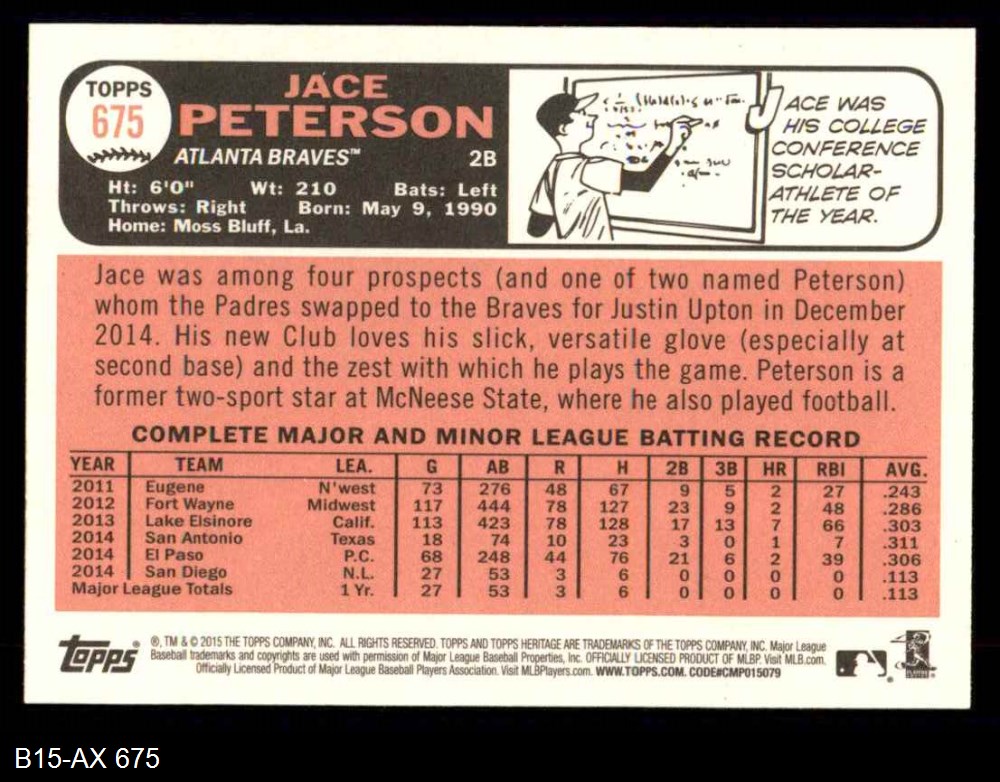 TOPPS
675
JACE
PETERSON
ATLANTA BRAVES™ 2B
Ht: 6'0" Wt: 210 Bats: Left
Throws: Right Born: May 9, 1990
Home: Moss Bluff, La.
JACE WAS
HIS COLLEGE
CONFERENCE
SCHOLAR-
ATHLETE OF
THE YEAR.
Jace was among four prospects (and one of two named Peterson)
whom the Padres swapped to the Braves for Justin Upton in December
2014. His new Club loves his slick, versatile glove (especially at
second base) and the zest with which he plays the game. Peterson is a
former two-sport star at McNeese State, where he also played football.
COMPLETE MAJOR AND MINOR LEAGUE BATTING RECORD
YEAR TEAM LEA. G AB R H 2B 3B HR RBI AVG.
2011 Eugene N'west 73 276 48 67 9 5 2 27 .243
2012 Fort Wayne Midwest 117 444 78 127 23 9 2 48 .286
2013 Lake Elsinore Calif. 113 423 78 128 17 13 7 66 .303
2014 San Antonio Texas 18 74 10 23 3 0 1 7 .311
2014 El Paso P.C. 68 248 44 76 21 6 2 39 .306
2014 San Diego N.L. 27 53 3 6 0 0 0 0 .113
Major League Totals 1 Yr. 27 53 3 6 0 0 0 0 .113
Topps®
®, TM & © 2015 THE TOPPS COMPANY, INC. ALL RIGHTS RESERVED. TOPPS AND TOPPS HERITAGE ARE TRADEMARKS OF THE TOPPS COMPANY, INC. Major League
Baseball trademarks and copyrights are used with permission of Major League Baseball Properties, Inc. OFFICIALLY LICENSED PRODUCT OF MLBP. Visit MLB.com.
Officially Licensed Product of Major League Baseball Players Association. Visit MLBPlayers.com. WWW.TOPPS.COM. CODE#CMP015079
B15-AX 675